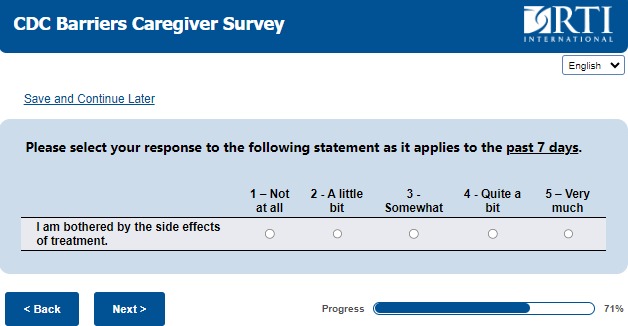 CDC Barriers Caregiver Survey
RTI
INTERNATIONAL
English
Save and Continue Later
Please select your response to the following statement as it applies to the past 7 days.
1 – Not at all
2 - A little bit
3 - Somewhat
4 - Quite a bit
5 – Very much
I am bothered by the side effects
of treatment.
< Back
Next >
Progress
71%